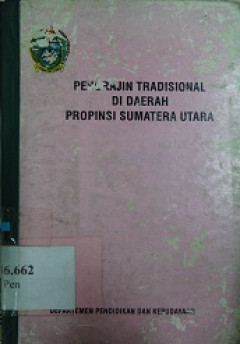 PENGRAJIN TRADISIONAL
DI DAERAH
PROPINSI SUMATERA UTARA
6.662
Pen
DEPARTEMEN PENDIDIKAN DAN KEBUDAYAAN